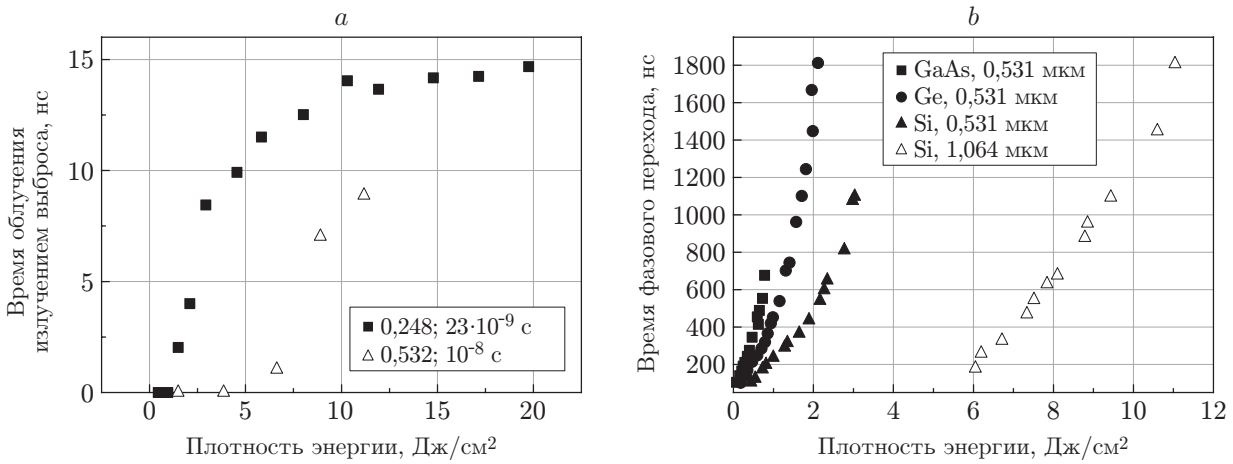 a
Время облучения
излучением выброса, нс
15
10
5
0
0,248; 23·10⁻⁹ с
0,532; 10⁻⁸ с
0 5 10 15 20
Плотность энергии, Дж/см²
b
Время фазового перехода, нс
1800
1600
1400
1200
1000
800
600
400
200
GaAs, 0,531 мкм
Ge, 0,531 мкм
Si, 0,531 мкм
Si, 1,064 мкм
0 2 4 6 8 10 12
Плотность энергии, Дж/см²